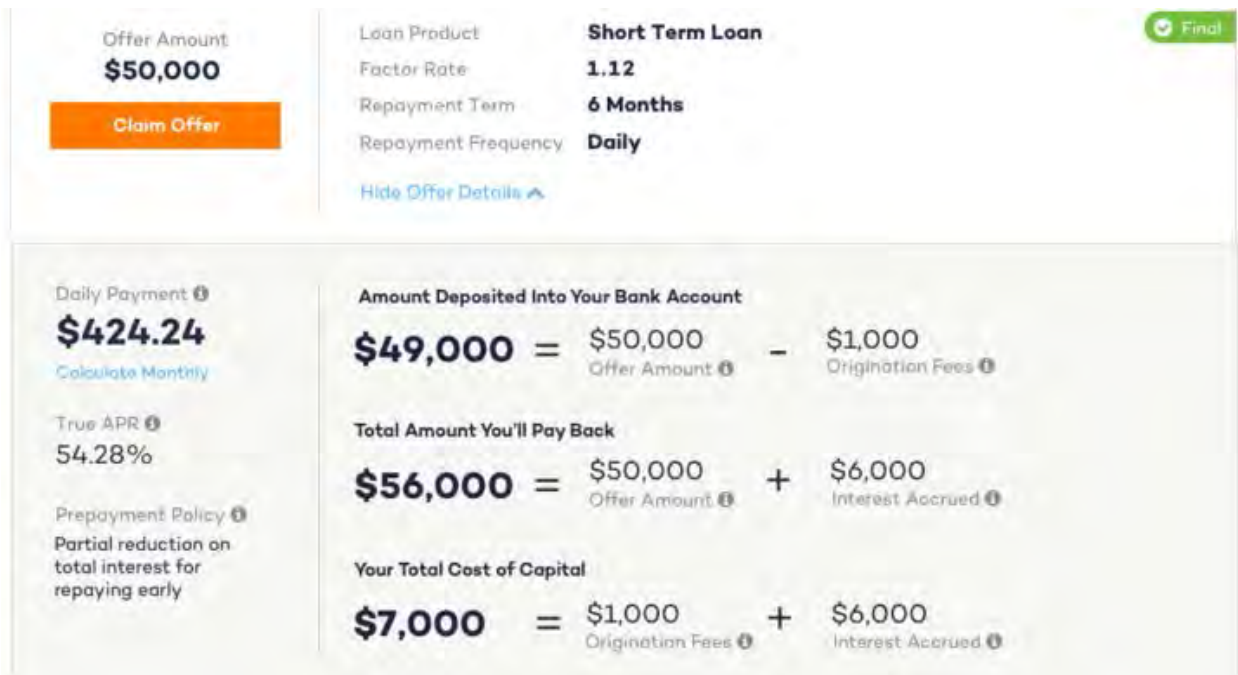 Offer Amount
$50,000
Claim Offer
Loan Product Short Term Loan
Factor Rate 1.12
Repayment Term 6 Months
Repayment Frequency Daily
Hide Offer Details
Final
Daily Payment
$424.24
Calculate Monthly
True APR
54.28%
Prepayment Policy
Partial reduction on
total interest for
repaying early
Amount Deposited Into Your Bank Account
$49,000 = $50,000 - $1,000
Offer Amount Origination Fees
Total Amount You'll Pay Back
$56,000 = $50,000 + $6,000
Offer Amount Interest Accrued
Your Total Cost of Capital
$7,000 = $1,000 + $6,000
Origination Fees Interest Accrued